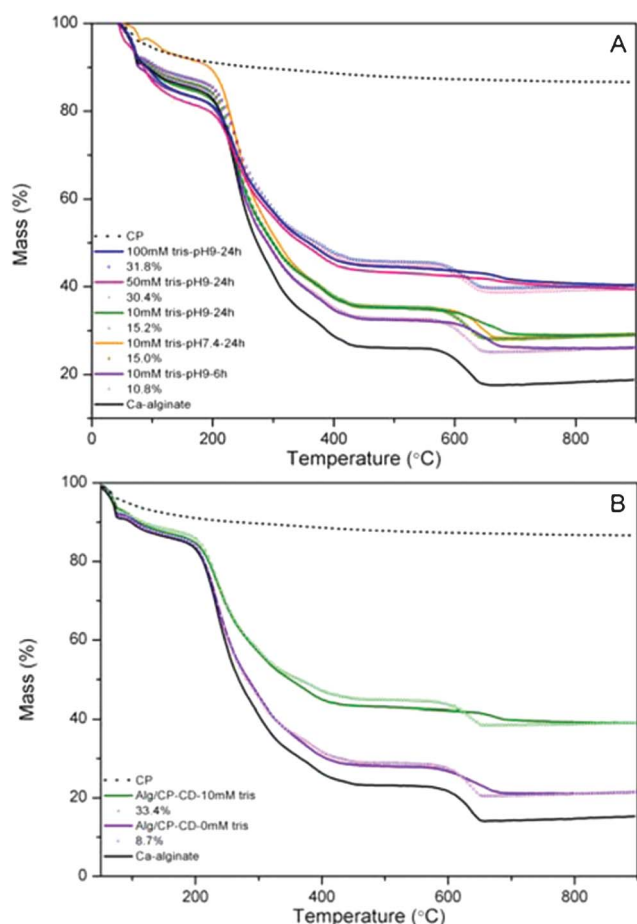 A
100
80
60
40
20
Mass (%)
CP
100mM tris-pH9-24h
31.8%
50mM tris-pH9-24h
30.4%
10mM tris-pH9-24h
15.2%
10mM tris-pH7.4-24h
15.0%
10mM tris-pH9-6h
10.8%
Ca-alginate
0 200 400 600 800
Temperature (°C)
B
100
80
60
40
20
0
Mass (%)
CP
Alg/CP-CD-10mM tris
33.4%
Alg/CP-CD-0mM tris
8.7%
Ca-alginate
200 400 600 800
Temperature (°C)